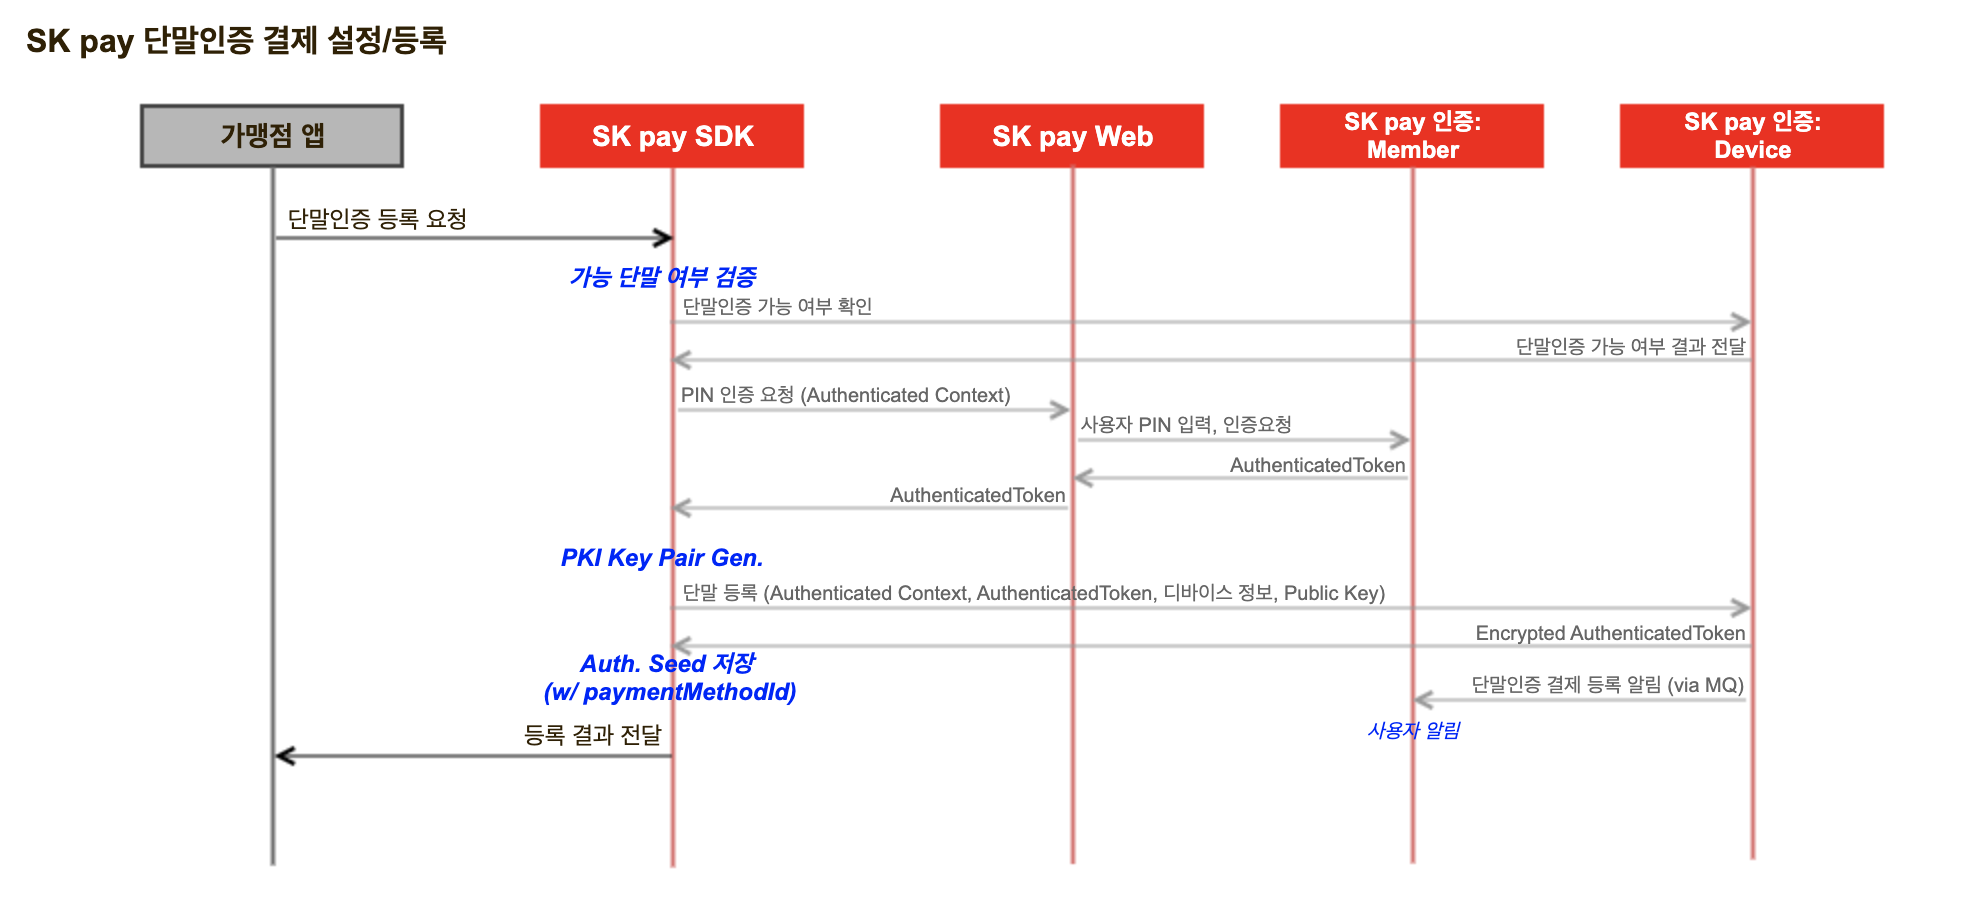 SK pay 단말인증 결제 설정/등록
가맹점 앱
SK pay SDK
SK pay Web
SK pay 인증:
Member
SK pay 인증:
Device
단말인증 등록 요청
가능 단말 여부 검증
단말인증 가능 여부 확인
단말인증 가능 여부 결과 전달
PIN 인증 요청 (Authenticated Context)
사용자 PIN 입력, 인증요청
AuthenticatedToken
AuthenticatedToken
PKI Key Pair Gen.
단말 등록 (Authenticated Context, AuthenticatedToken, 디바이스 정보, Public Key)
Encrypted AuthenticatedToken
Auth. Seed 저장
(w/ paymentMethodId)
단말인증 결제 등록 알림 (via MQ)
사용자 알림
등록 결과 전달